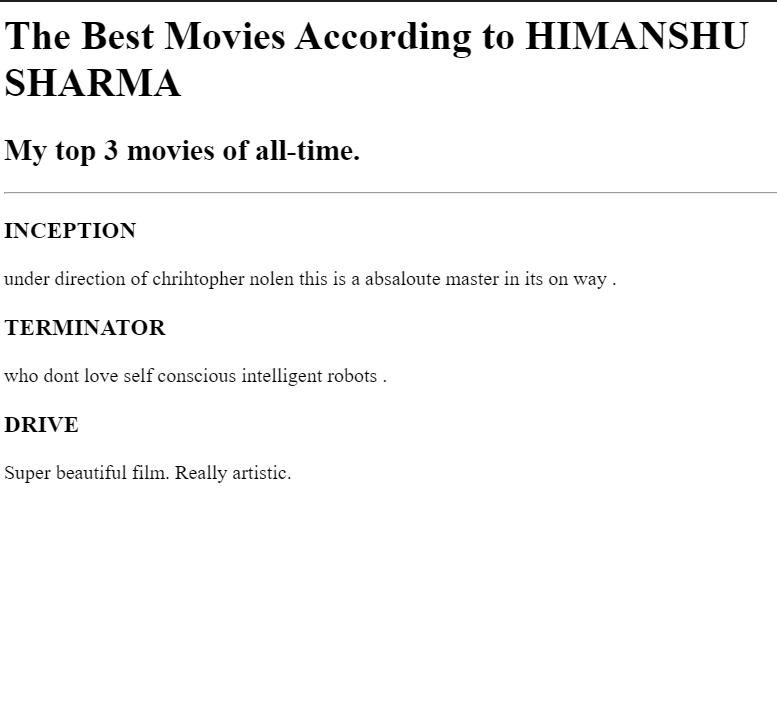 The Best Movies According to HIMANSHU
SHARMA
My top 3 movies of all-time.
INCEPTION
under direction of chrihtopher nolen this is a absaloute master in its on way .
TERMINATOR
who dont love self conscious intelligent robots .
DRIVE
Super beautiful film. Really artistic.